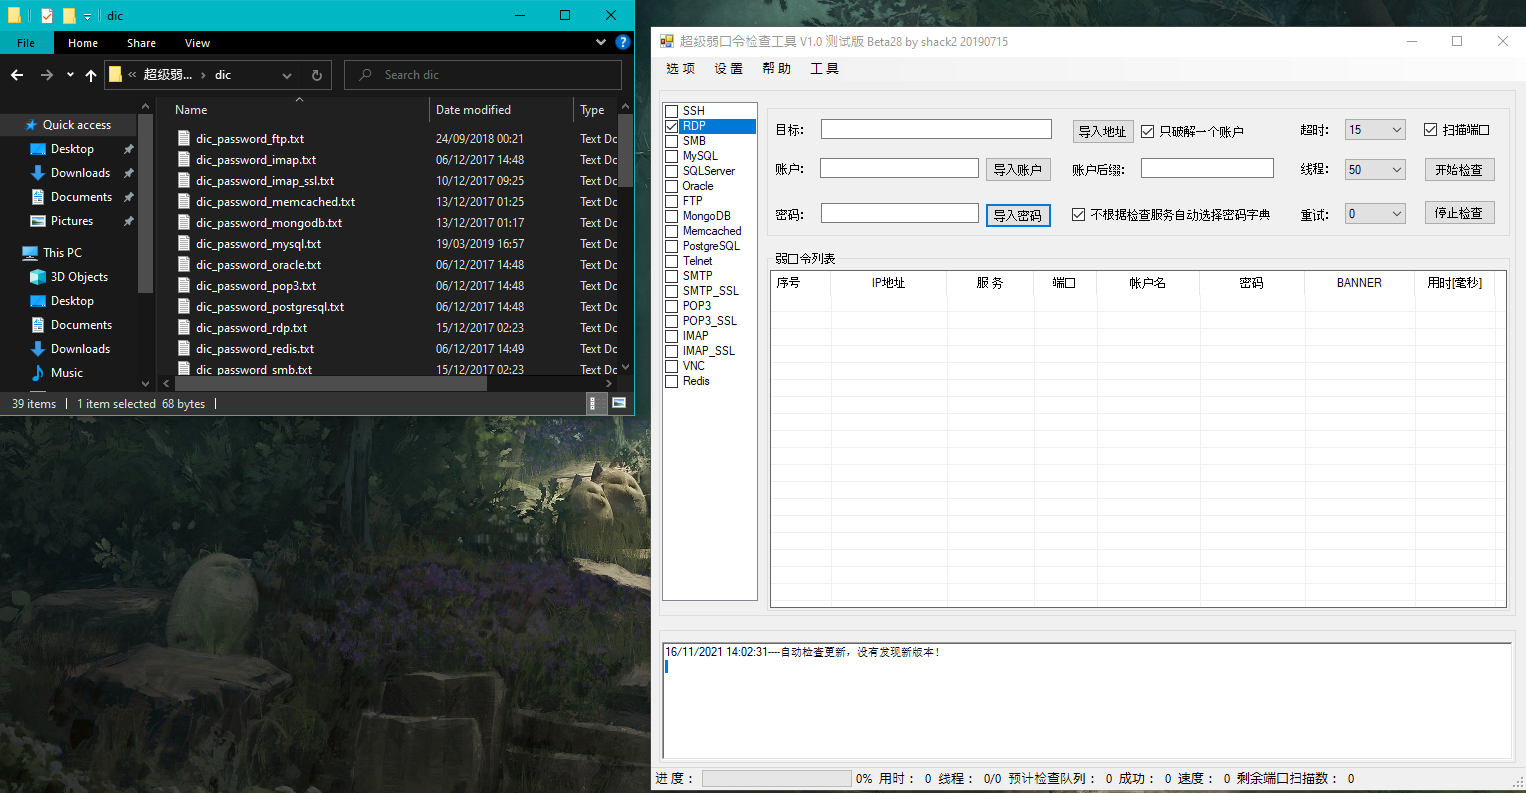 dic
File
Home
Share
View
超级弱...
dic
Search dic
Quick access
Desktop
Downloads
Documents
Pictures
This PC
3D Objects
Desktop
Documents
Downloads
Music
Name
Date modified
Type
dic_password_ftp.txt 24/09/2018 00:21 Text Dc
dic_password_imap.txt 06/12/2017 14:48 Text Dc
dic_password_imap_ssl.txt 10/12/2017 09:25 Text Dc
dic_password_memcached.txt 13/12/2017 01:25 Text Dc
dic_password_mongodb.txt 13/12/2017 01:17 Text Dc
dic_password_mysql.txt 19/03/2019 16:57 Text Dc
dic_password_oracle.txt 06/12/2017 14:48 Text Dc
dic_password_pop3.txt 06/12/2017 14:48 Text Dc
dic_password_postgresql.txt 06/12/2017 14:48 Text Dc
dic_password_rdp.txt 15/12/2017 02:23 Text Dc
dic_password_redis.txt 06/12/2017 14:49 Text Dc
dic_password_smb.txt 15/12/2017 02:23 Text Dc
39 items
1 item selected 68 bytes
超级弱口令检查工具 V1.0 测试版 Beta28 by shack2 20190715
选项 设置 帮助 工具
SSH
RDP
SMB
MySQL
SQLServer
Oracle
FTP
MongoDB
Memcached
PostgreSQL
Telnet
SMTP
SMTP_SSL
POP3
POP3_SSL
IMAP
IMAP_SSL
VNC
Redis
目标: 导入地址 只破解一个账户 超时: 15 扫描端口
账户: 导入账户 账户后缀: 线程: 50 开始检查
密码: 导入密码 不根据检查服务自动选择密码字典 重试: 0 停止检查
弱口令列表
序号 IP地址 服务 端口 帐户名 密码 BANNER 用时[毫秒]
16/11/2021 14:02:31----自动检查更新，没有发现新版本！
进度： 0% 用时： 0 线程： 0/0 预计检查队列： 0 成功： 0 速度： 0 剩余端口扫描数： 0